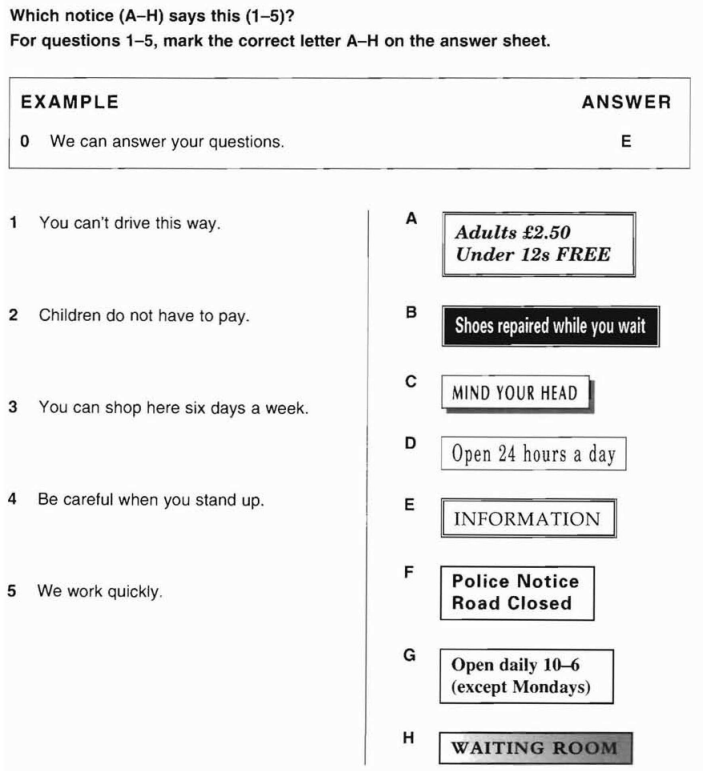 Which notice (A–H) says this (1–5)?
For questions 1–5, mark the correct letter A–H on the answer sheet.
EXAMPLE ANSWER
0 We can answer your questions. E
1 You can't drive this way.
2 Children do not have to pay.
3 You can shop here six days a week.
4 Be careful when you stand up.
5 We work quickly.
A
Adults £2.50
Under 12s FREE
B
Shoes repaired while you wait
C
MIND YOUR HEAD
D
Open 24 hours a day
E
INFORMATION
F
Police Notice
Road Closed
G
Open daily 10–6
(except Mondays)
H
WAITING ROOM